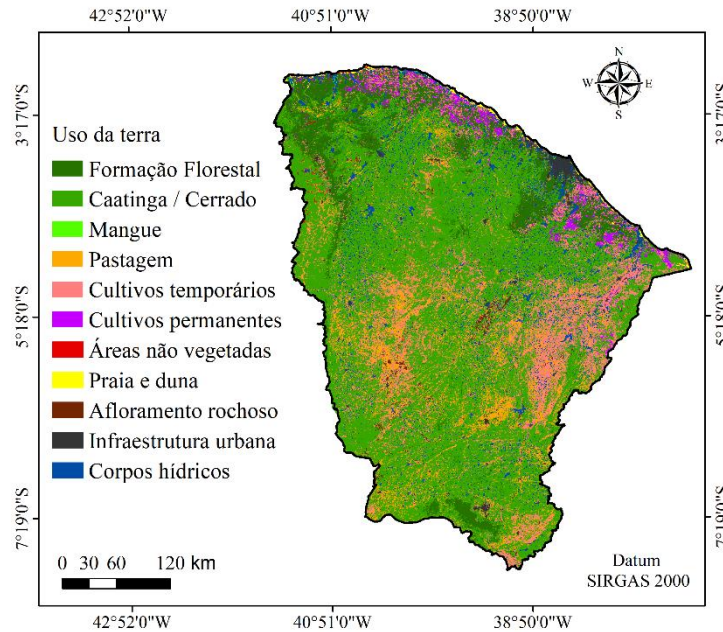 42°52'0"W 40°51'0"W 38°50'0"W
N
W E
S
3°17'0"S
3°17'0"S
Uso da terra
Formação Florestal
Caatinga / Cerrado
Mangue
Pastagem
Cultivos temporários
Cultivos permanentes
Áreas não vegetadas
Praia e duna
Afloramento rochoso
Infraestrutura urbana
Corpos hídricos
5°18'0"S
5°18'0"S
7°19'0"S
7°19'0"S
0 30 60 120 km
Datum
SIRGAS 2000
42°52'0"W 40°51'0"W 38°50'0"W